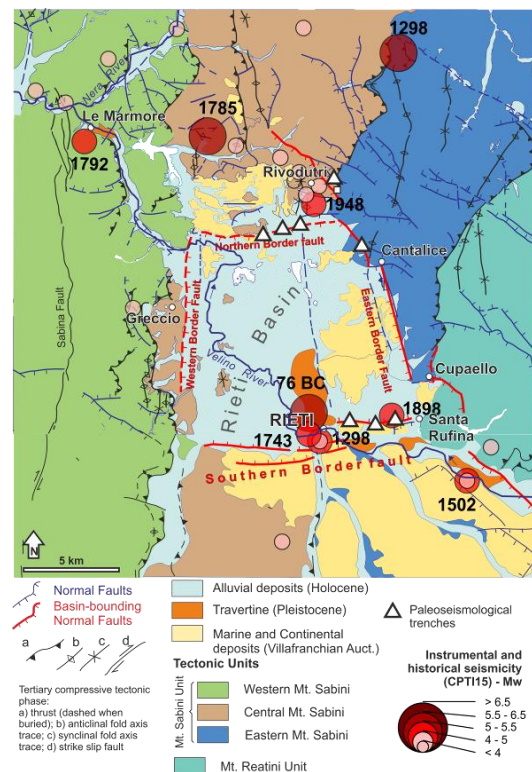 1298
1785
Nera River
Le Marmore
1792
Rivodutri
1948
Northern Border fault
Cantalice
Greccio
Sabina Fault
Western Border Fault
Eastern Border Fault
Rieti Basin
Velino River
Cupaello
76 BC
RIETI
1898
Santa
Rufina
1743
1298
Southern Border fault
1502
N
5 km
Normal Faults
Basin-bounding
Normal Faults
a b c d
Tertiary compressive tectonic
phase:
a) thrust (dashed when
buried); b) anticlinal fold axis
trace; c) synclinal fold axis
trace; d) strike slip fault
Alluvial deposits (Holocene)
Travertine (Pleistocene)
Marine and Continental
deposits (Villafranchian Auct.)
Tectonic Units
Mt. Sabini Unit
Western Mt. Sabini
Central Mt. Sabini
Eastern Mt. Sabini
Mt. Reatini Unit
Paleoseismological
trenches
Instrumental and
historical seismicity
(CPTI15) - Mw
> 6.5
5.5 - 6.5
5 - 5.5
4 - 5
< 4